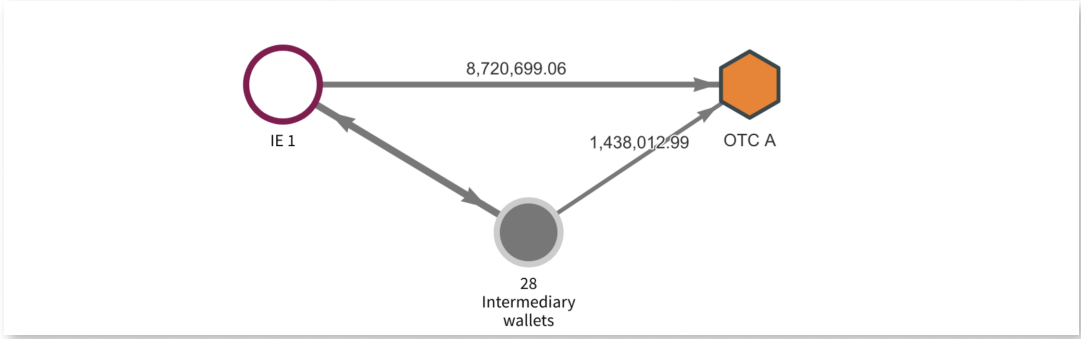 8,720,699.06
IE 1
OTC A
1,438,012.99
28
Intermediary
wallets